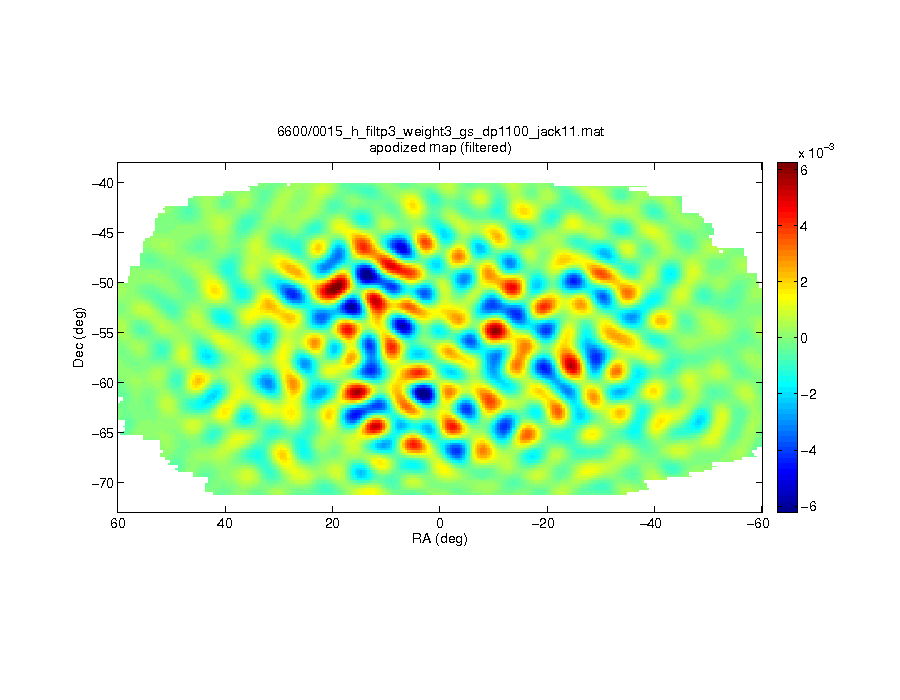 6600/0015_h_filtp3_weight3_gs_dp1100_jack11.mat
apodized map (filtered)
x 10⁻³
6
4
2
0
−2
−4
−6
−40
−45
−50
−55
−60
−65
−70
Dec (deg)
60 40 20 0 −20 −40 −60
RA (deg)